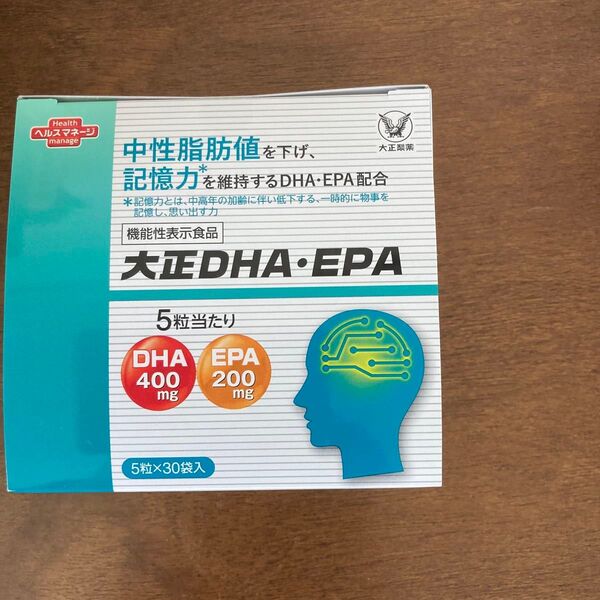 Health
ヘルスマネージ
manage
大正製薬
中性脂肪値を下げ、
記憶力*を維持するDHA・EPA配合
*記憶力とは、中高年の加齢に伴い低下する、一時的に物事を
記憶し、思い出す力
機能性表示食品
大正DHA・EPA
5粒当たり
DHA
400
mg
EPA
200
mg
5粒×30袋入